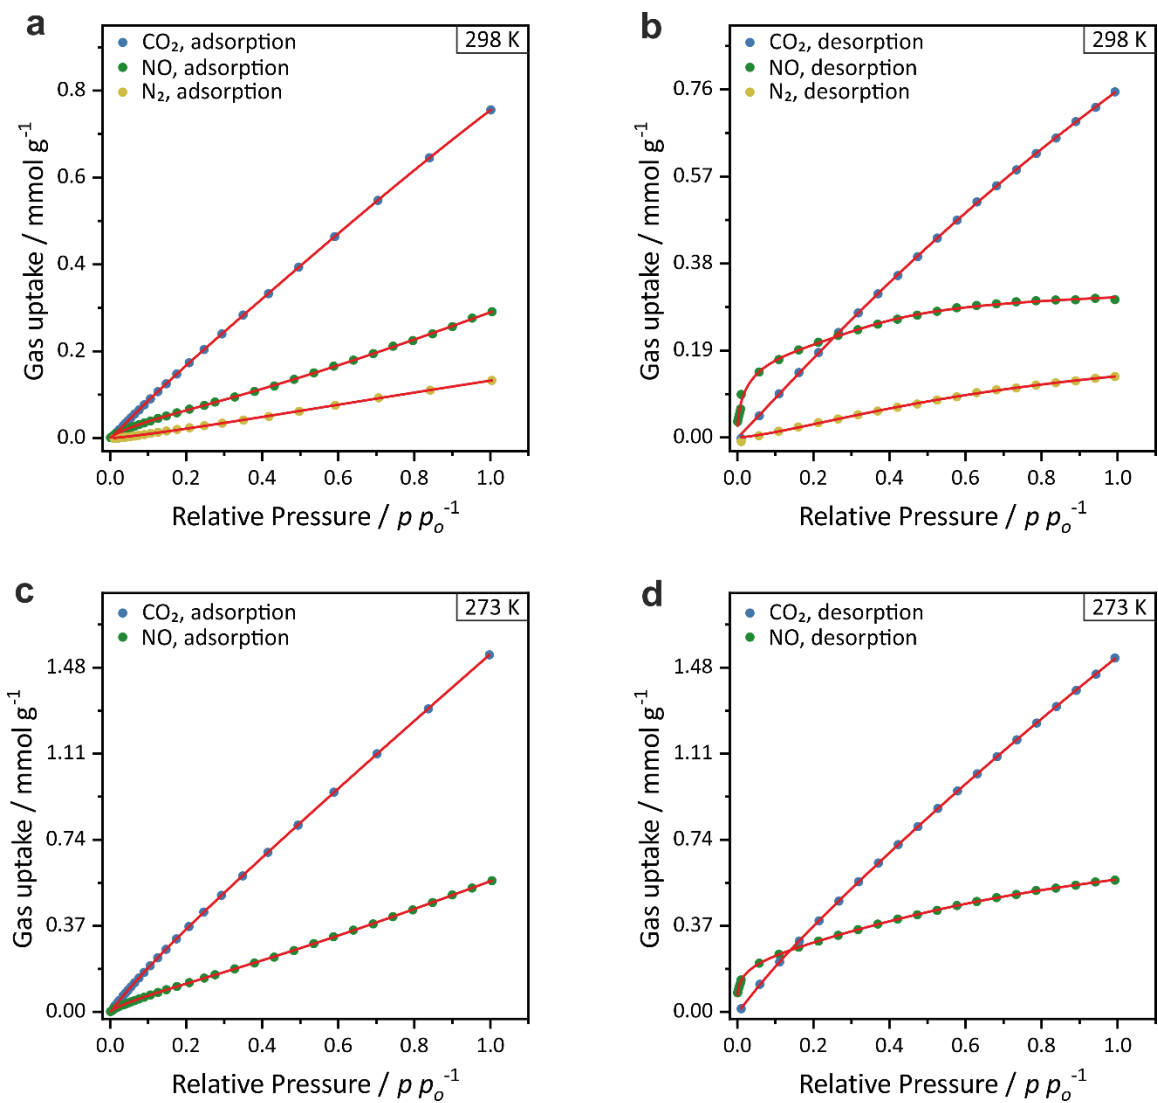 a
CO₂, adsorption
NO, adsorption
N₂, adsorption
298 K
Gas uptake / mmol g⁻¹
0.8
0.6
0.4
0.2
0.0
0.0 0.2 0.4 0.6 0.8 1.0
Relative Pressure / p pₒ⁻¹
b
CO₂, desorption
NO, desorption
N₂, desorption
298 K
Gas uptake / mmol g⁻¹
0.76
0.57
0.38
0.19
0.00
0.0 0.2 0.4 0.6 0.8 1.0
Relative Pressure / p pₒ⁻¹
c
CO₂, adsorption
NO, adsorption
273 K
Gas uptake / mmol g⁻¹
1.48
1.11
0.74
0.37
0.00
0.0 0.2 0.4 0.6 0.8 1.0
Relative Pressure / p pₒ⁻¹
d
CO₂, desorption
NO, desorption
273 K
Gas uptake / mmol g⁻¹
1.48
1.11
0.74
0.37
0.00
0.0 0.2 0.4 0.6 0.8 1.0
Relative Pressure / p pₒ⁻¹